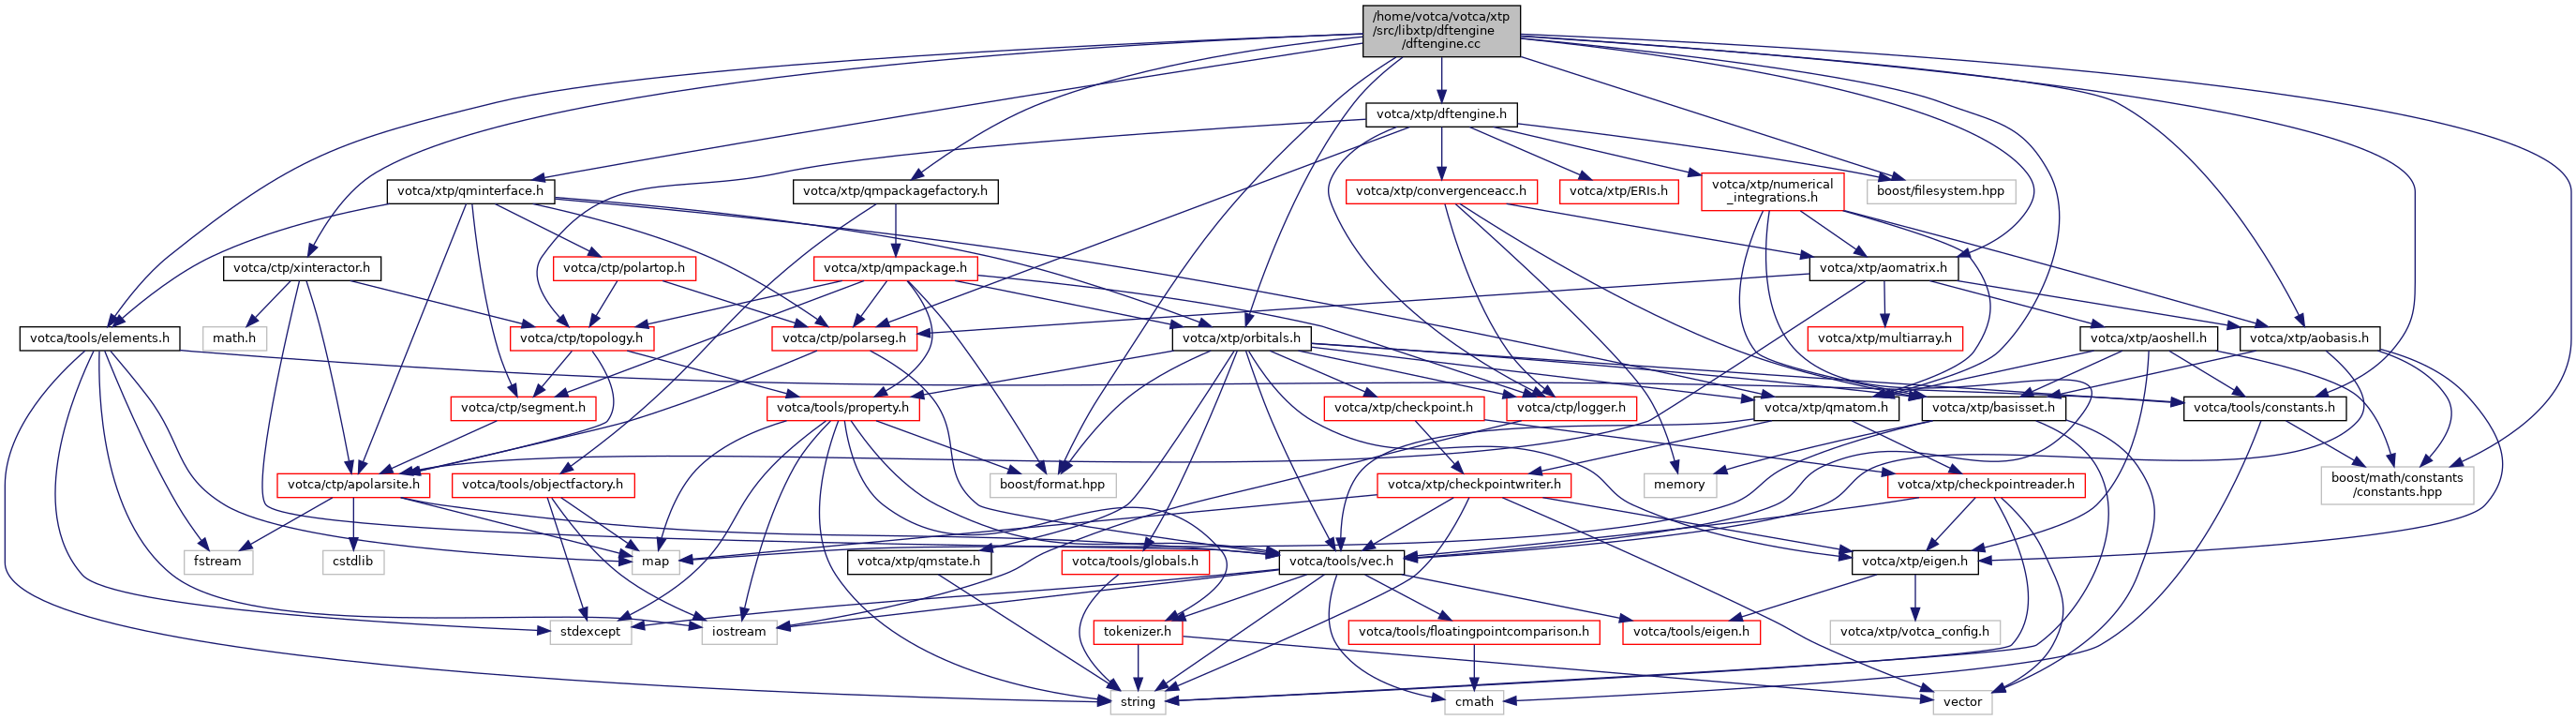 /home/votca/votca/xtp
/src/libxtp/dftengine
/dftengine.cc
votca/xtp/dftengine.h
votca/xtp/qminterface.h
votca/xtp/qmpackagefactory.h
votca/xtp/convergenceacc.h
votca/xtp/ERIs.h
votca/xtp/numerical
_integrations.h
boost/filesystem.hpp
votca/ctp/xinteractor.h
votca/ctp/polartop.h
votca/xtp/qmpackage.h
votca/xtp/aomatrix.h
votca/tools/elements.h
math.h
votca/ctp/topology.h
votca/ctp/polarseg.h
votca/xtp/orbitals.h
votca/xtp/multiarray.h
votca/xtp/aoshell.h
votca/xtp/aobasis.h
votca/ctp/segment.h
votca/tools/property.h
votca/xtp/checkpoint.h
votca/ctp/logger.h
votca/xtp/qmatom.h
votca/xtp/basisset.h
votca/tools/constants.h
votca/ctp/apolarsite.h
votca/tools/objectfactory.h
boost/format.hpp
votca/xtp/checkpointwriter.h
memory
votca/xtp/checkpointreader.h
boost/math/constants
/constants.hpp
fstream
cstdlib
map
votca/xtp/qmstate.h
votca/tools/globals.h
votca/tools/vec.h
votca/xtp/eigen.h
stdexcept
iostream
tokenizer.h
votca/tools/floatingpointcomparison.h
votca/tools/eigen.h
votca/xtp/votca_config.h
string
cmath
vector